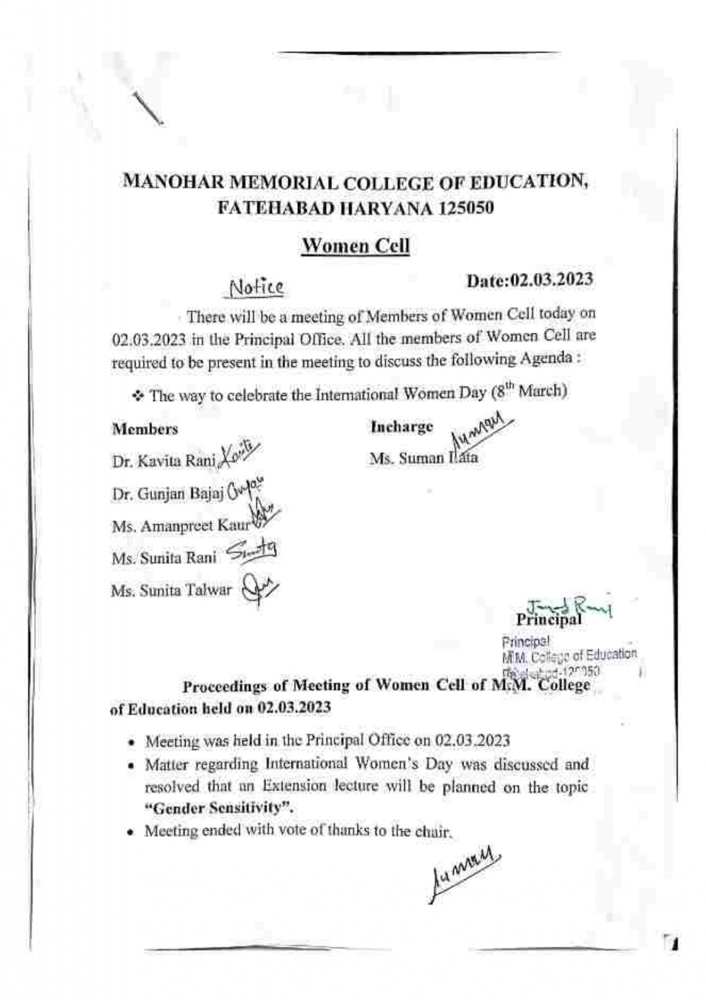 MANOHAR MEMORIAL COLLEGE OF EDUCATION,
FATEHABAD HARYANA 125050
Women Cell
Notice
Date:02.03.2023
There will be a meeting of Members of Women Cell today on
02.03.2023 in the Principal Office. All the members of Women Cell are
required to be present in the meeting to discuss the following Agenda :
❖ The way to celebrate the International Women Day (8th March)
Members
Incharge
Suman
Dr. Kavita Rani Kavita
Ms. Suman Lata
Dr. Gunjan Bajaj Gunjan
Ms. Amanpreet Kaur
Ms. Sunita Rani Sunita
Ms. Sunita Talwar
Principal
Principal
M.M. College of Education
Proceedings of Meeting of Women Cell of M.M. College
of Education held on 02.03.2023
• Meeting was held in the Principal Office on 02.03.2023
• Matter regarding International Women's Day was discussed and
resolved that an Extension lecture will be planned on the topic
"Gender Sensitivity".
• Meeting ended with vote of thanks to the chair.
Suman